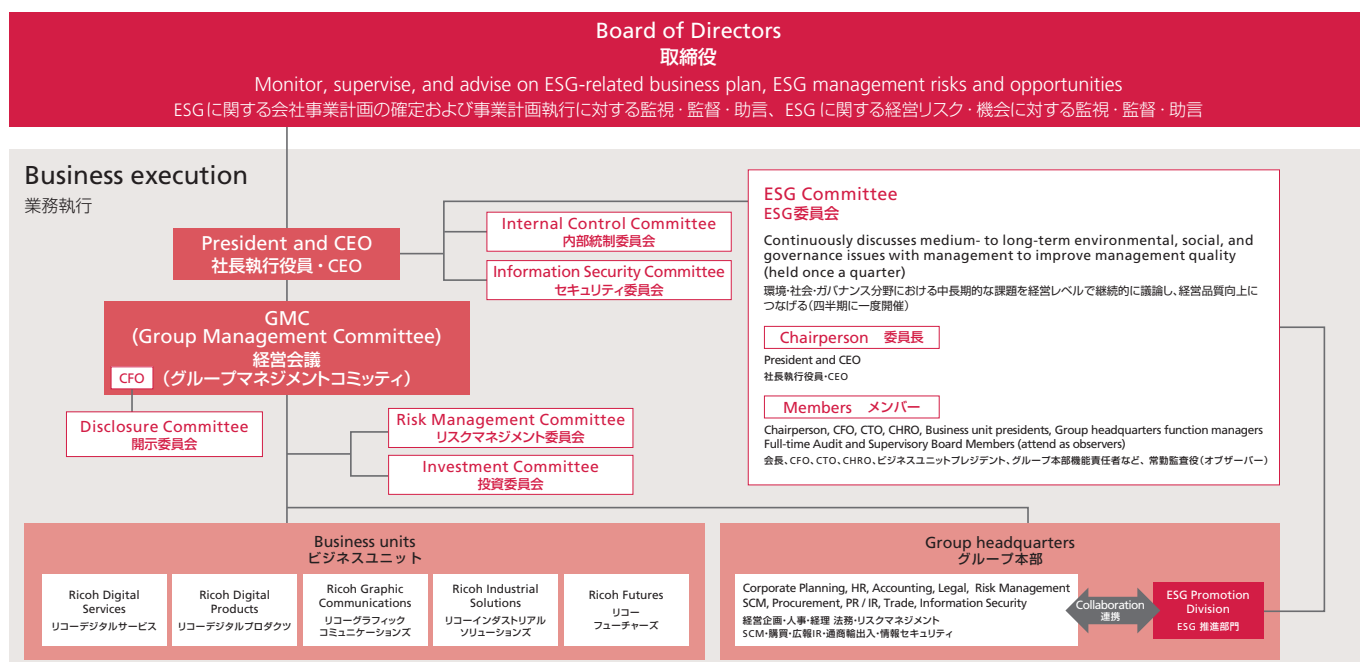 Board of Directors
取締役
Monitor, supervise, and advise on ESG-related business plan, ESG management risks and opportunities
ESGに関する会社事業計画の確定および事業計画執行に対する監視・監督・助言、ESG に関する経営リスク・機会に対する監視・監督・助言
Business execution
業務執行
President and CEO
社長執行役員・CEO
Internal Control Committee
内部統制委員会
Information Security Committee
セキュリティ委員会
GMC
(Group Management Committee)
経営会議
CFO (グループマネジメントコミッティ)
Disclosure Committee
開示委員会
Risk Management Committee
リスクマネジメント委員会
Investment Committee
投資委員会
ESG Committee
ESG委員会
Continuously discusses medium- to long-term environmental, social, and
governance issues with management to improve management quality
(held once a quarter)
環境・社会・ガバナンス分野における中長期的な課題を経営レベルで継続的に議論し、経営品質向上に
つなげる(四半期に一度開催)
Chairperson 委員長
President and CEO
社長執行役員・CEO
Members メンバー
Chairperson, CFO, CTO, CHRO, Business unit presidents, Group headquarters function managers
Full-time Audit and Supervisory Board Members (attend as observers)
会長、CFO、CTO、CHRO、ビジネスユニットプレジデント、グループ本部機能責任者など、常勤監査役(オブザーバー)
Business units
ビジネスユニット
Ricoh Digital
Services
リコーデジタルサービス
Ricoh Digital
Products
リコーデジタルプロダクツ
Ricoh Graphic
Communications
リコーグラフィック
コミュニケーションズ
Ricoh Industrial
Solutions
リコーインダストリアル
ソリューションズ
Ricoh Futures
リコー
フューチャーズ
Group headquarters
グループ本部
Corporate Planning, HR, Accounting, Legal, Risk Management
SCM, Procurement, PR / IR, Trade, Information Security
経営企画・人事・経理 法務・リスクマネジメント
SCM・購買・広報IR・通商輸出入・情報セキュリティ
Collaboration
連携
ESG Promotion
Division
ESG 推進部門